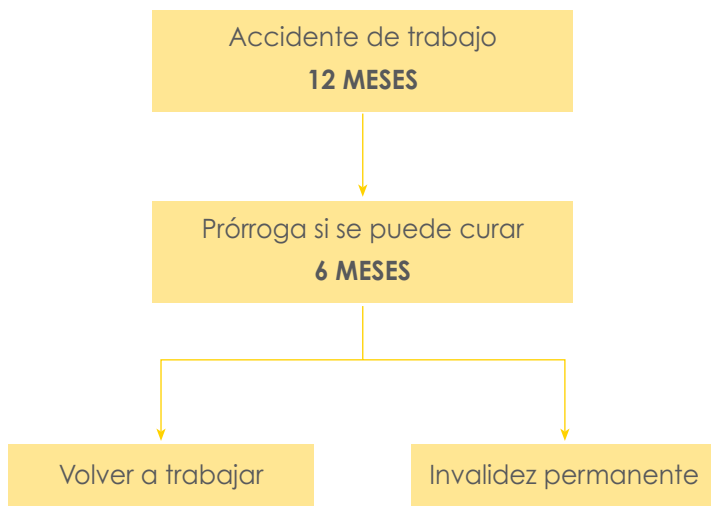 Accidente de trabajo
12 MESES
Prórroga si se puede curar
6 MESES
Volver a trabajar
Invalidez permanente